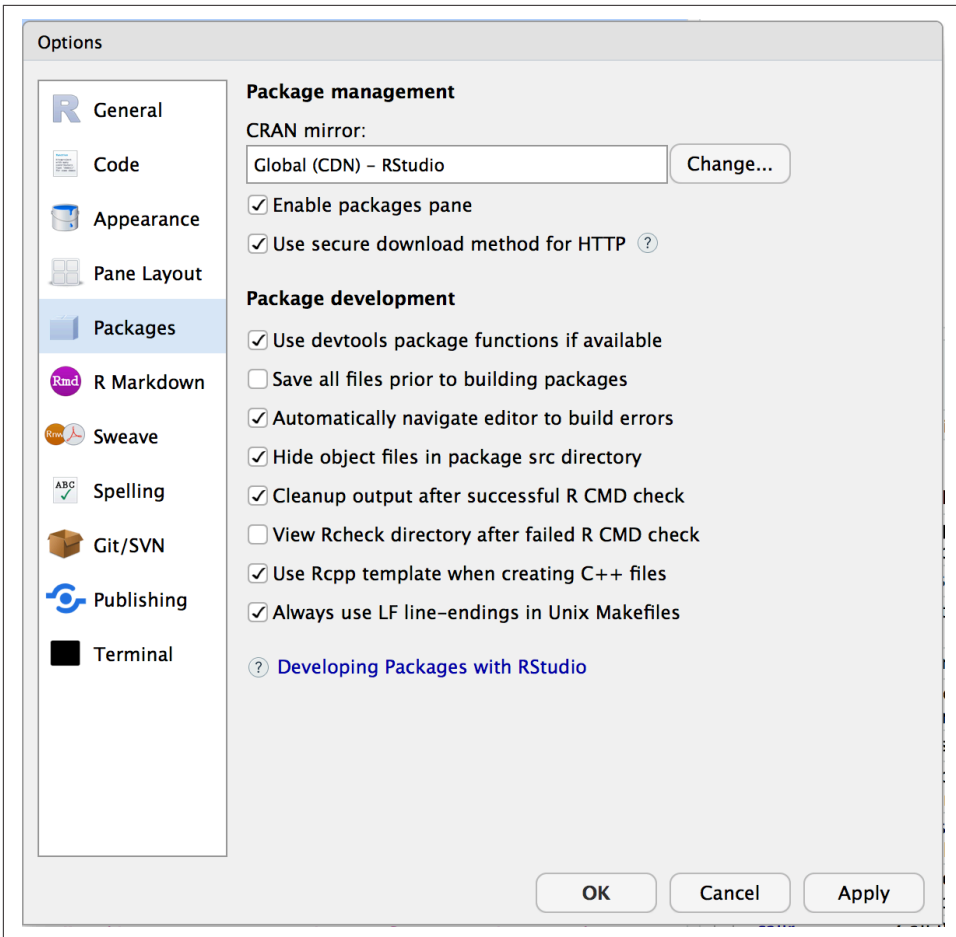 Options
General
Code
Appearance
Pane Layout
Packages
R Markdown
Sweave
Spelling
Git/SVN
Publishing
Terminal
Package management
CRAN mirror:
Global (CDN) – RStudio
Change...
Enable packages pane
Use secure download method for HTTP ?
Package development
Use devtools package functions if available
Save all files prior to building packages
Automatically navigate editor to build errors
Hide object files in package src directory
Cleanup output after successful R CMD check
View Rcheck directory after failed R CMD check
Use Rcpp template when creating C++ files
Always use LF line-endings in Unix Makefiles
? Developing Packages with RStudio
OK
Cancel
Apply